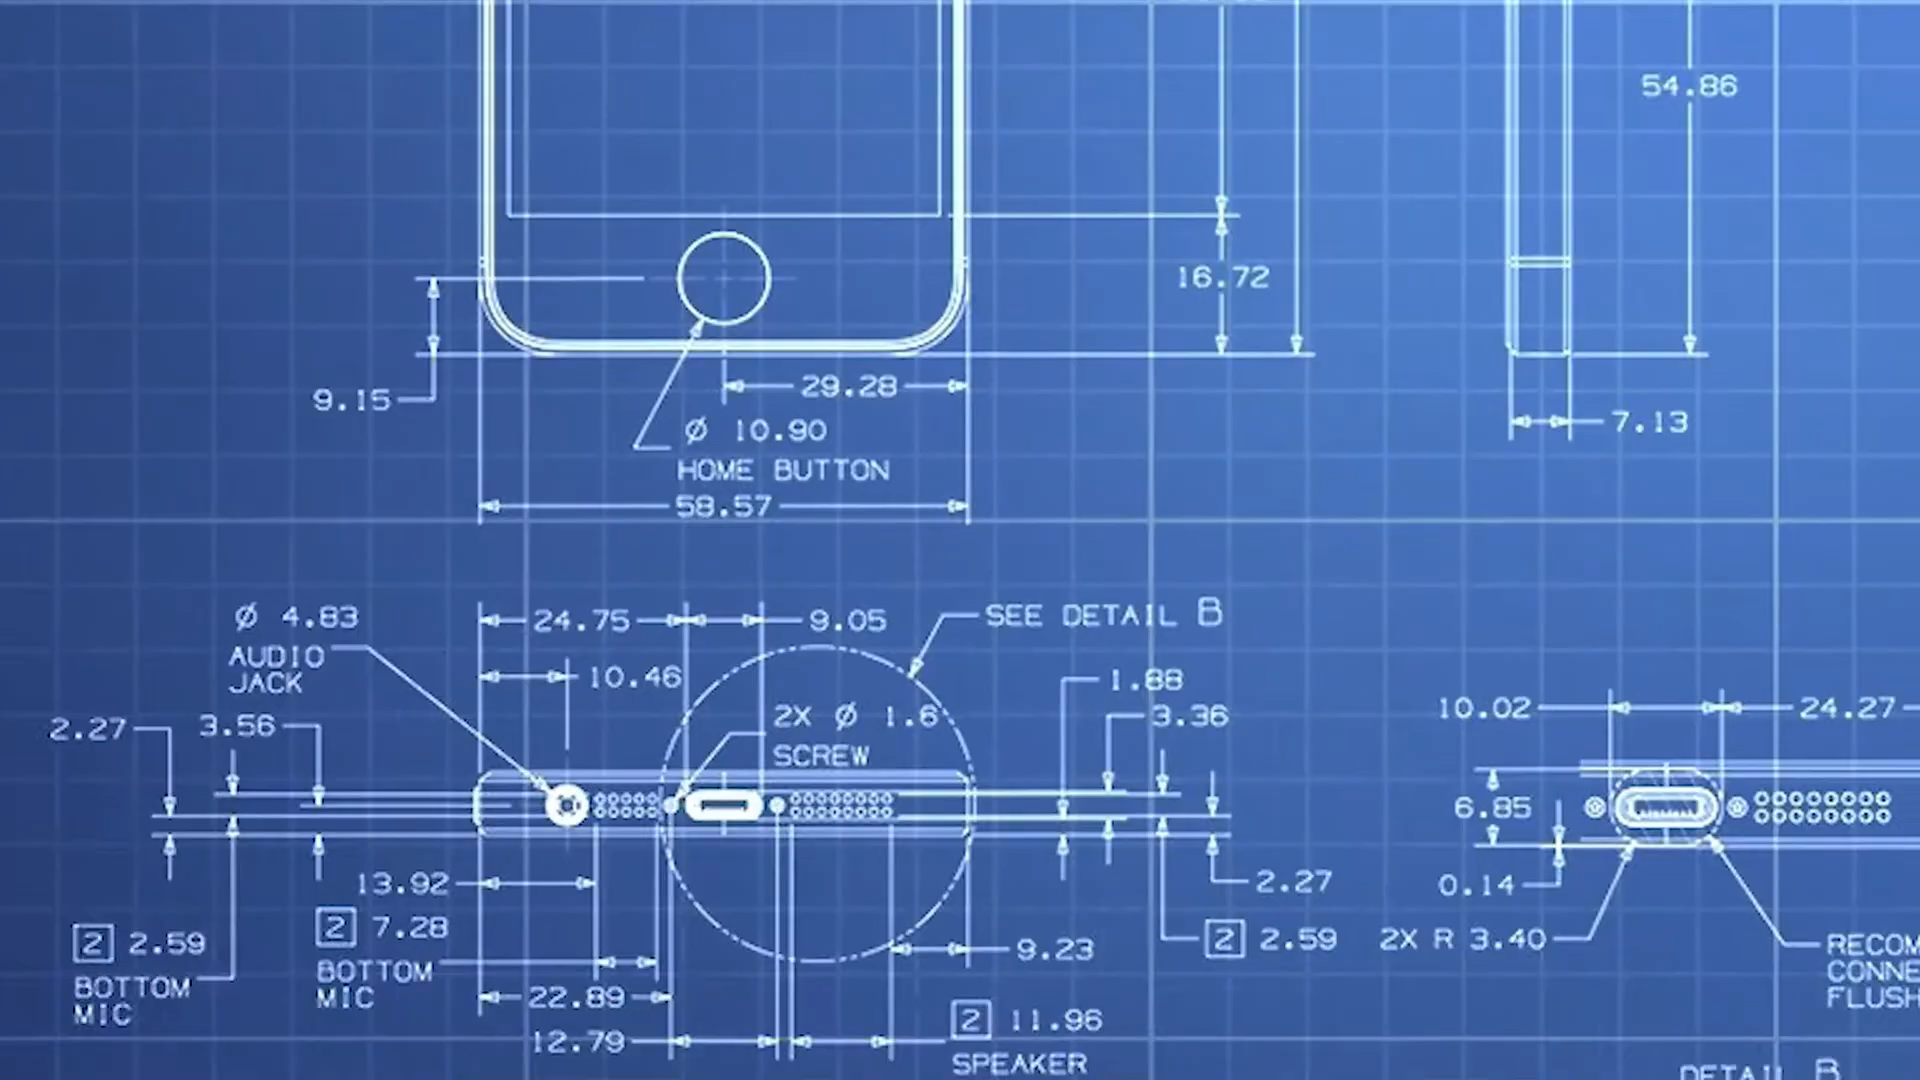 54.86
16.72
9.15
29.28
Ø 10.90
HOME BUTTON
7.13
58.57
Ø 4.83
AUDIO
JACK
24.75
9.05
SEE DETAIL B
10.46
1.88
2X Ø 1.6
SCREW
3.36
2.27
3.56
10.02
24.27
6.85
13.92
2.27
0.14
2 7.28
BOTTOM
MIC
2 2.59
BOTTOM
MIC
9.23
2 2.59
2X R 3.40
RECOM
CONNE
FLUSH
22.89
12.79
2 11.96
SPEAKER
DETAIL B